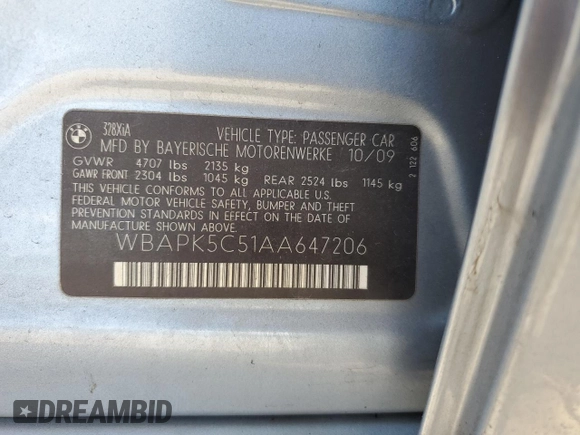 BMW
328XiA
VEHICLE TYPE: PASSENGER CAR
MFD BY BAYERISCHE MOTORENWERKE 10/09
GVWR 4707 lbs 2135 kg
GAWR FRONT 2304 lbs 1045 kg REAR 2524 lbs 1145 kg
THIS VEHICLE CONFORMS TO ALL APPLICABLE U.S.
FEDERAL MOTOR VEHICLE SAFETY, BUMPER AND THEFT
PREVENTION STANDARDS IN EFFECT ON THE DATE OF
MANUFACTURE SHOWN ABOVE.
WBAPK5C51AA647206
2 122 606
DREAMBID